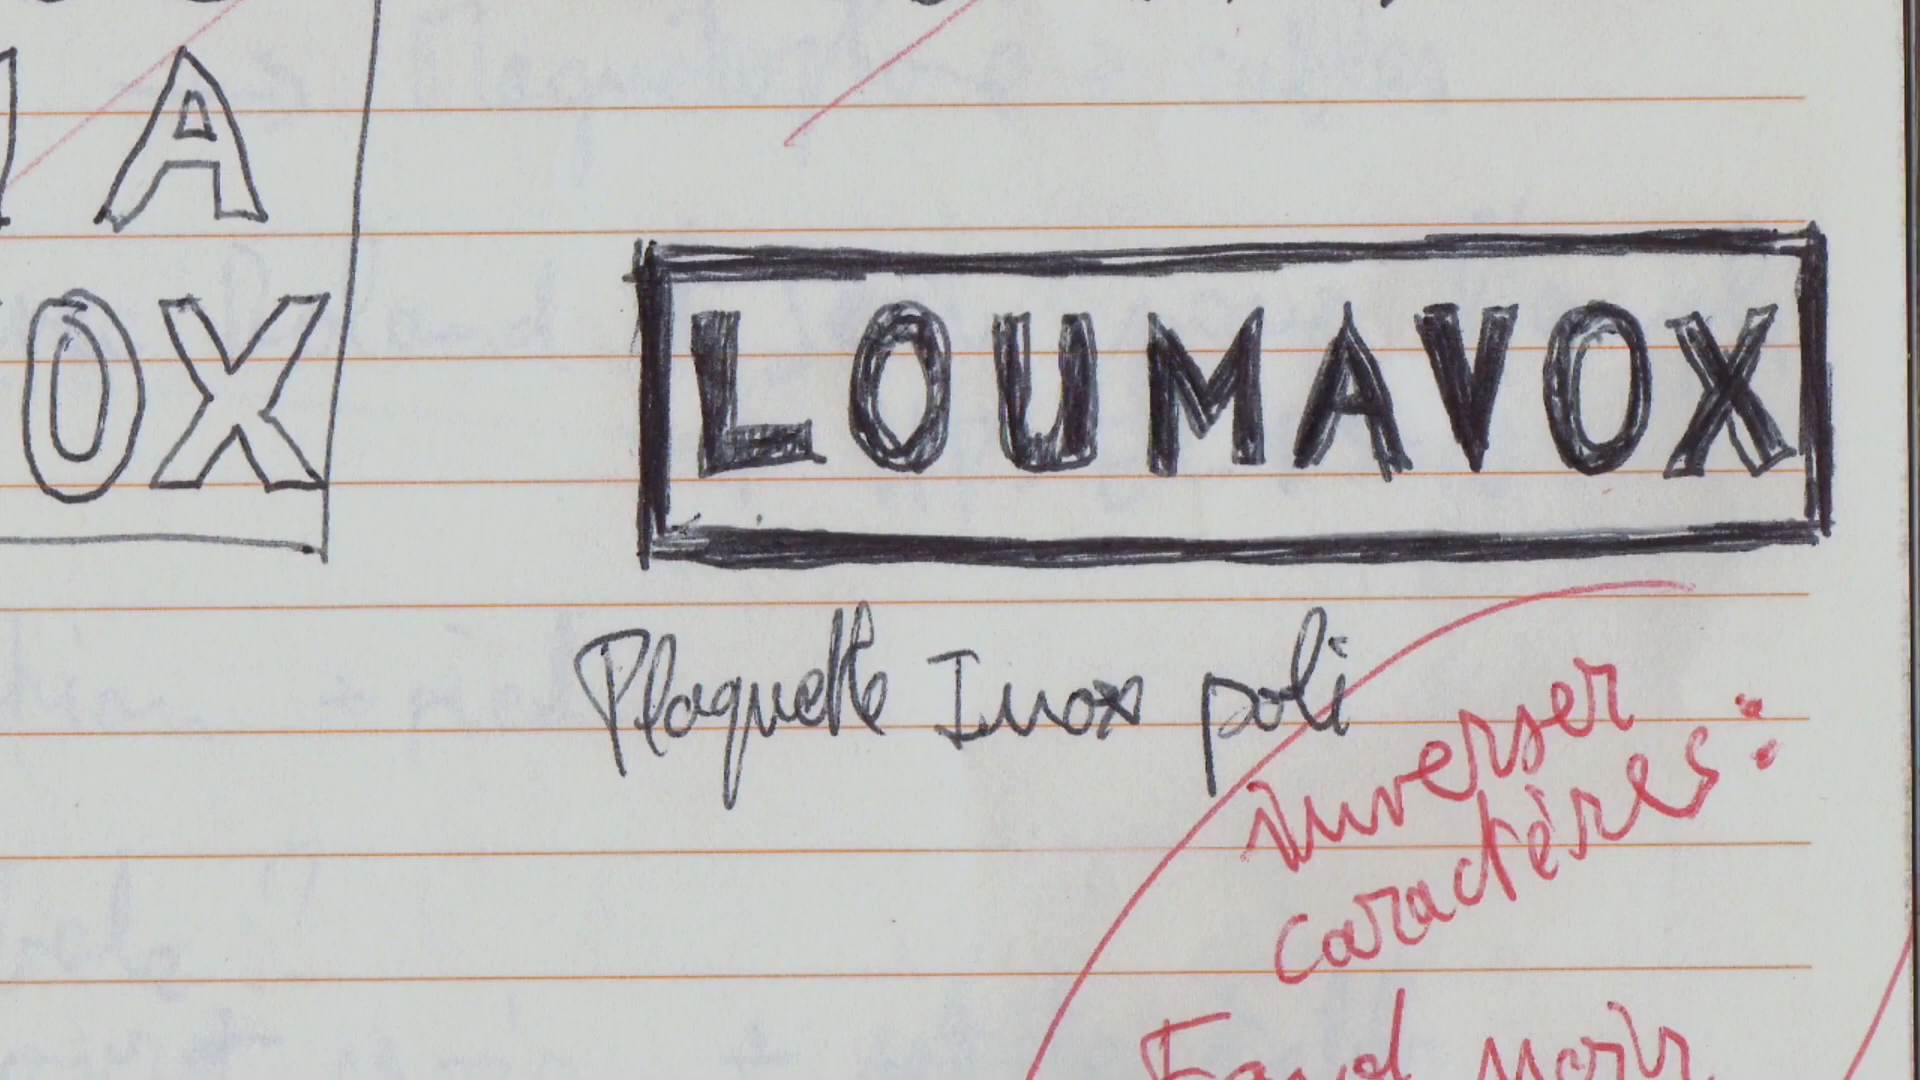 A
OX
LOUMAVOX
Plaquette Inox poli
inverser
caractères :
Fond noir